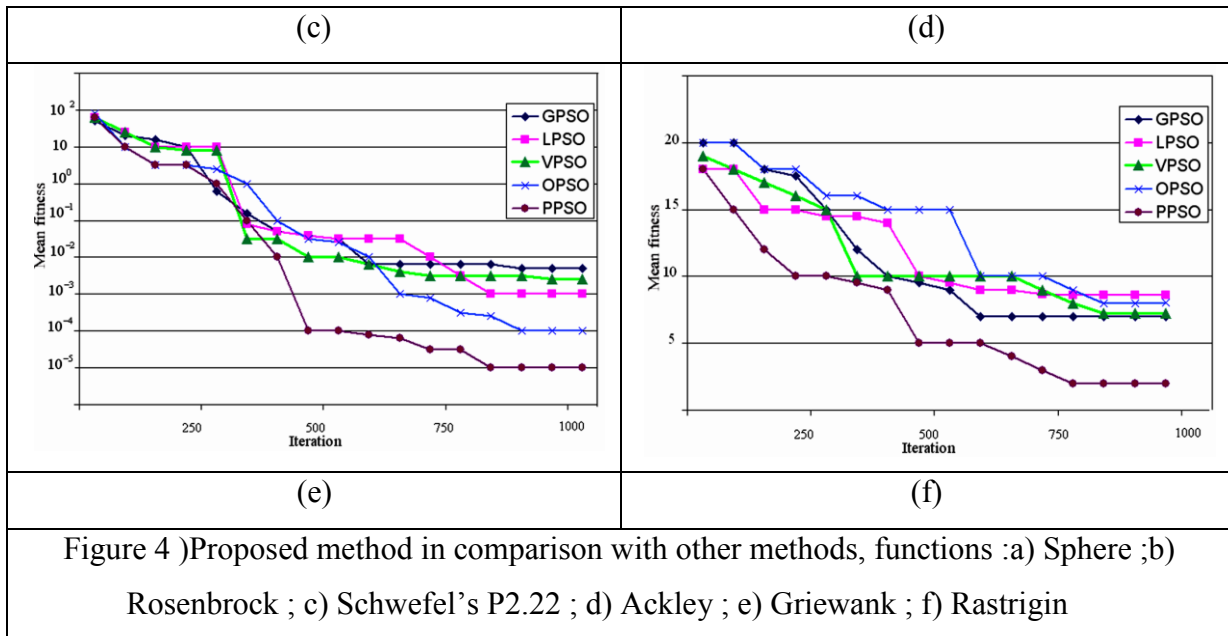 (c)
(d)
10 2
10
10 0
10 -1
10 -2
10 -3
10 -4
10 -5
Mean fitness
250
500
750
1000
Iteration
GPSO
LPSO
VPSO
OPSO
PPSO
20
15
10
5
Mean fitness
250
500
750
1000
Iteration
GPSO
LPSO
VPSO
OPSO
PPSO
(e)
(f)
Figure 4 )Proposed method in comparison with other methods, functions :a) Sphere ;b)
Rosenbrock ; c) Schwefel’s P2.22 ; d) Ackley ; e) Griewank ; f) Rastrigin